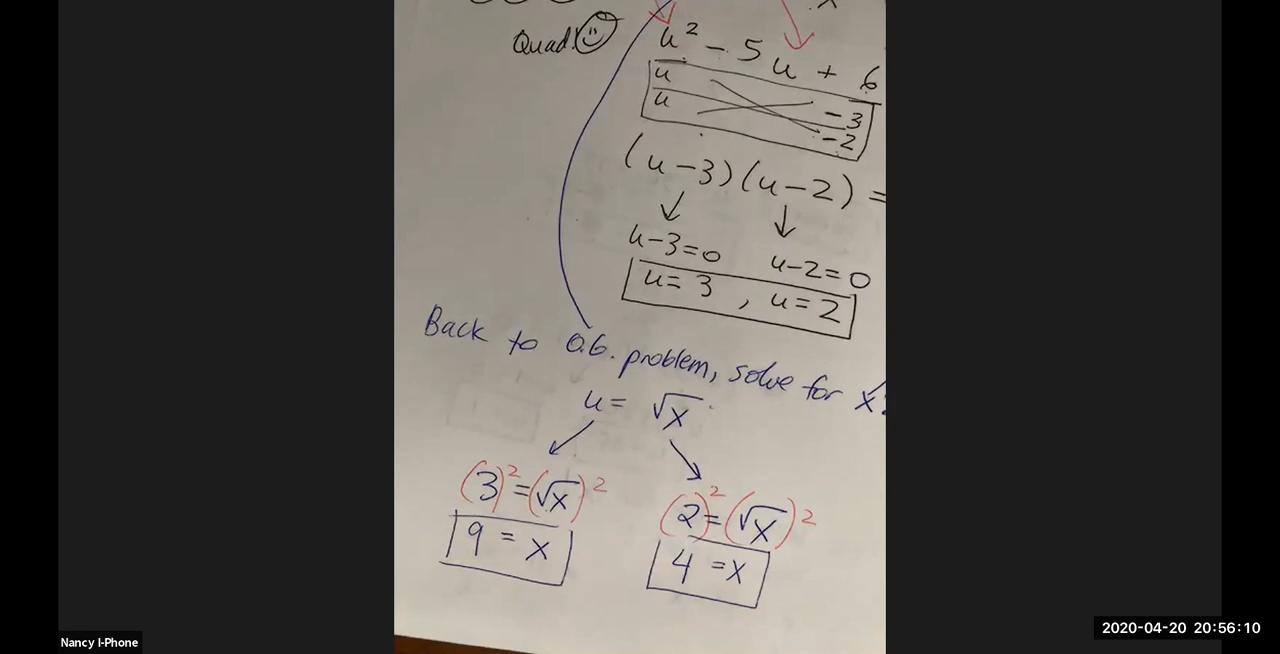 Quad!
u² − 5u + 6
u −3
u −2
(u−3)(u−2) =
u−3=0 u−2=0
u=3 , u=2
Back to O.G. problem, solve for x
u= √x
(3)²=(√x)² (2)²=(√x)²
9 = x 4 = x
Nancy I-Phone
2020-04-20 20:56:10